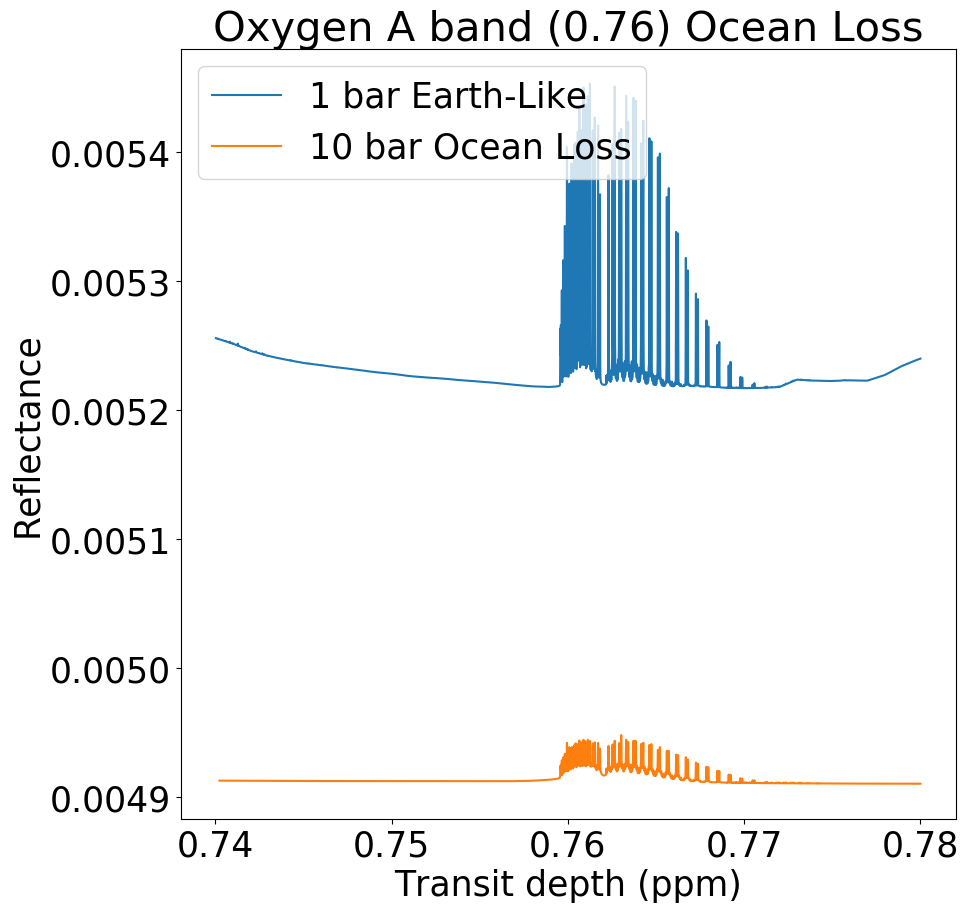 Oxygen A band (0.76) Ocean Loss
1 bar Earth-Like
10 bar Ocean Loss
0.0054
0.0053
0.0052
0.0051
0.0050
0.0049
Reflectance
0.74 0.75 0.76 0.77 0.78
Transit depth (ppm)